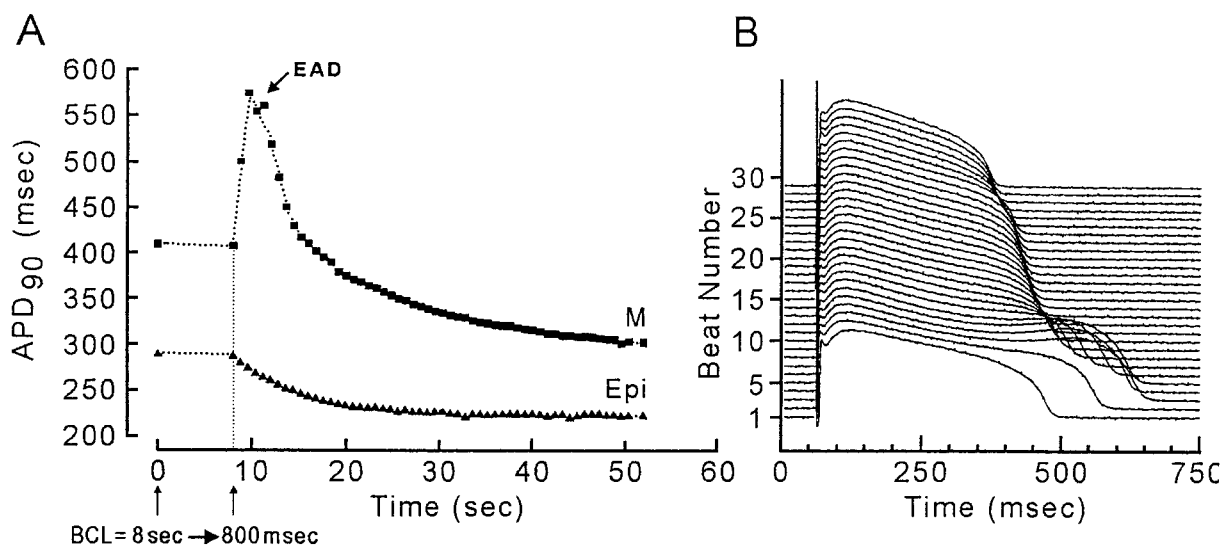 A
600
550
500
450
400
350
300
250
200
APD90 (msec)
EAD
M
Epi
0 10 20 30 40 50 60
Time (sec)
BCL = 8 sec → 800 msec
B
30
25
20
15
10
5
1
Beat Number
0 250 500 750
Time (msec)